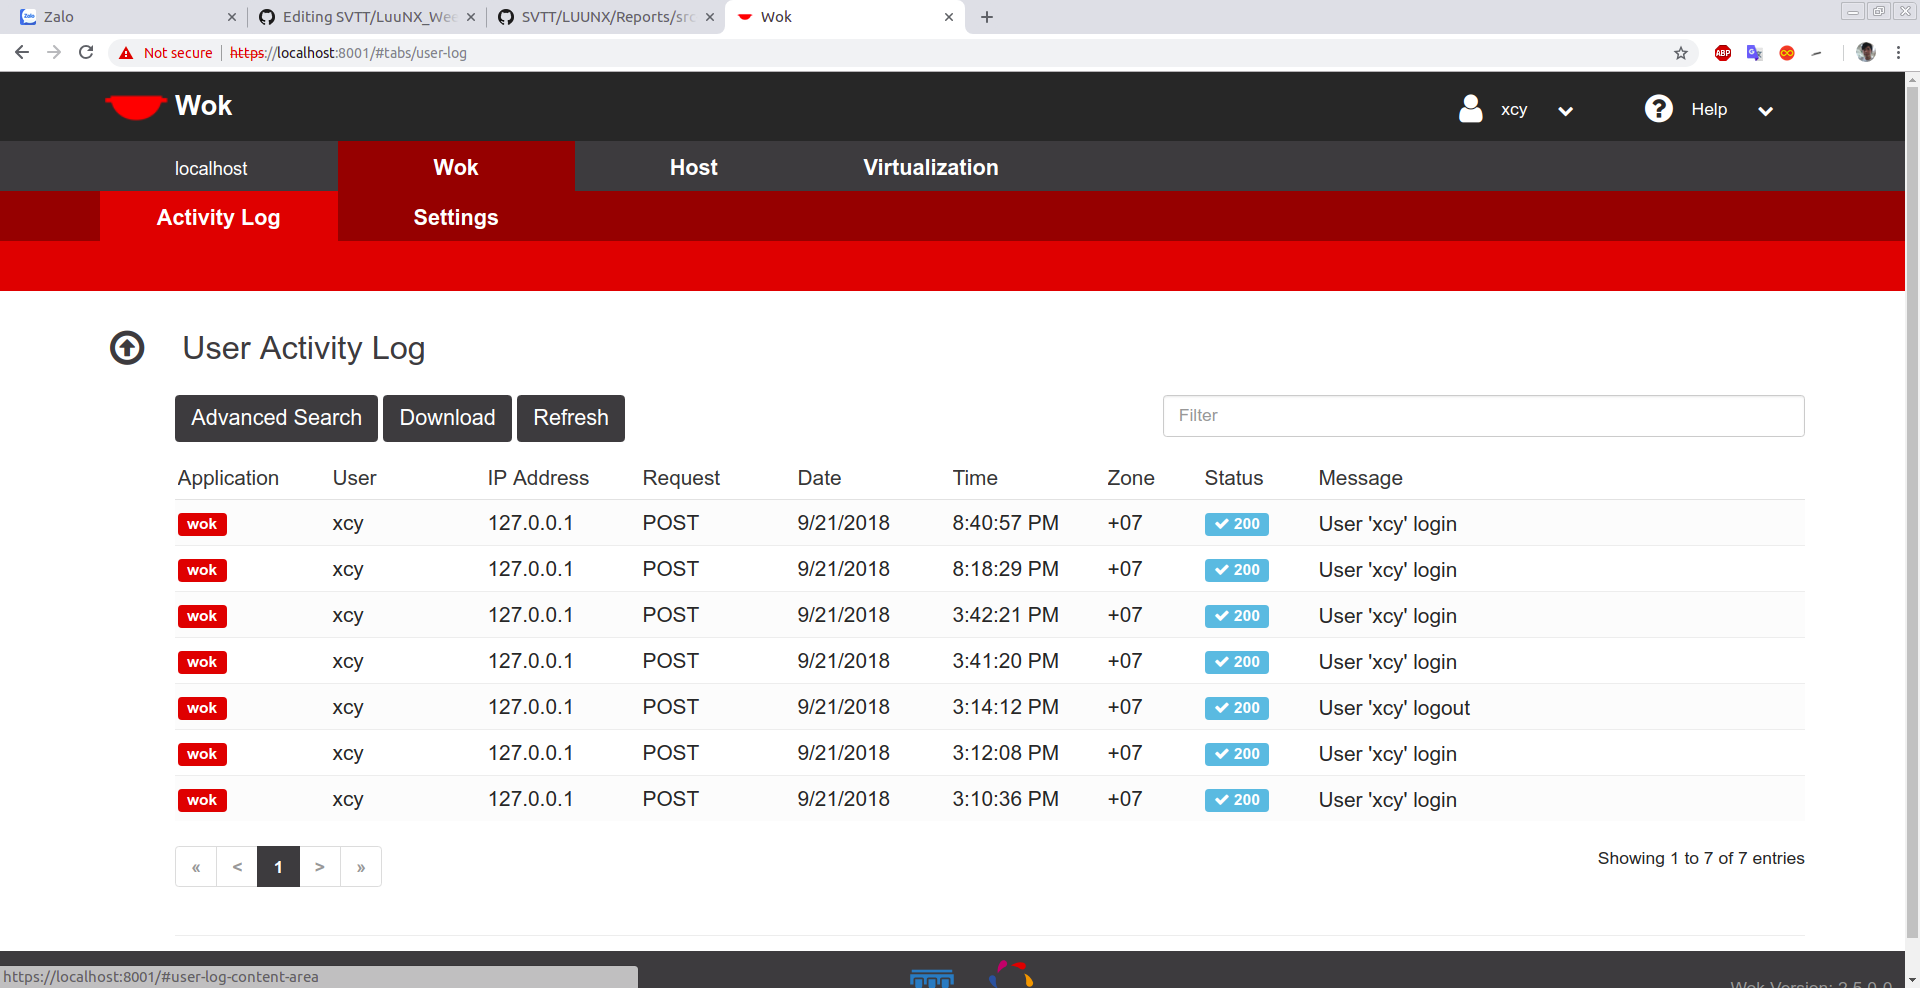 Zalo
Editing SVTT/LuuNX_Wee
SVTT/LUUNX/Reports/src
Wok
Not secure
https://localhost:8001/#tabs/user-log
ABP
Wok
xcy
? Help
localhost
Wok
Host
Virtualization
Activity Log
Settings
User Activity Log
Advanced Search
Download
Refresh
Filter
Application User IP Address Request Date Time Zone Status Message
wok xcy 127.0.0.1 POST 9/21/2018 8:40:57 PM +07 200 User 'xcy' login
wok xcy 127.0.0.1 POST 9/21/2018 8:18:29 PM +07 200 User 'xcy' login
wok xcy 127.0.0.1 POST 9/21/2018 3:42:21 PM +07 200 User 'xcy' login
wok xcy 127.0.0.1 POST 9/21/2018 3:41:20 PM +07 200 User 'xcy' login
wok xcy 127.0.0.1 POST 9/21/2018 3:14:12 PM +07 200 User 'xcy' logout
wok xcy 127.0.0.1 POST 9/21/2018 3:12:08 PM +07 200 User 'xcy' login
wok xcy 127.0.0.1 POST 9/21/2018 3:10:36 PM +07 200 User 'xcy' login
« < 1 > »
Showing 1 to 7 of 7 entries
https://localhost:8001/#user-log-content-area
Wok Version: 2.5.0-0